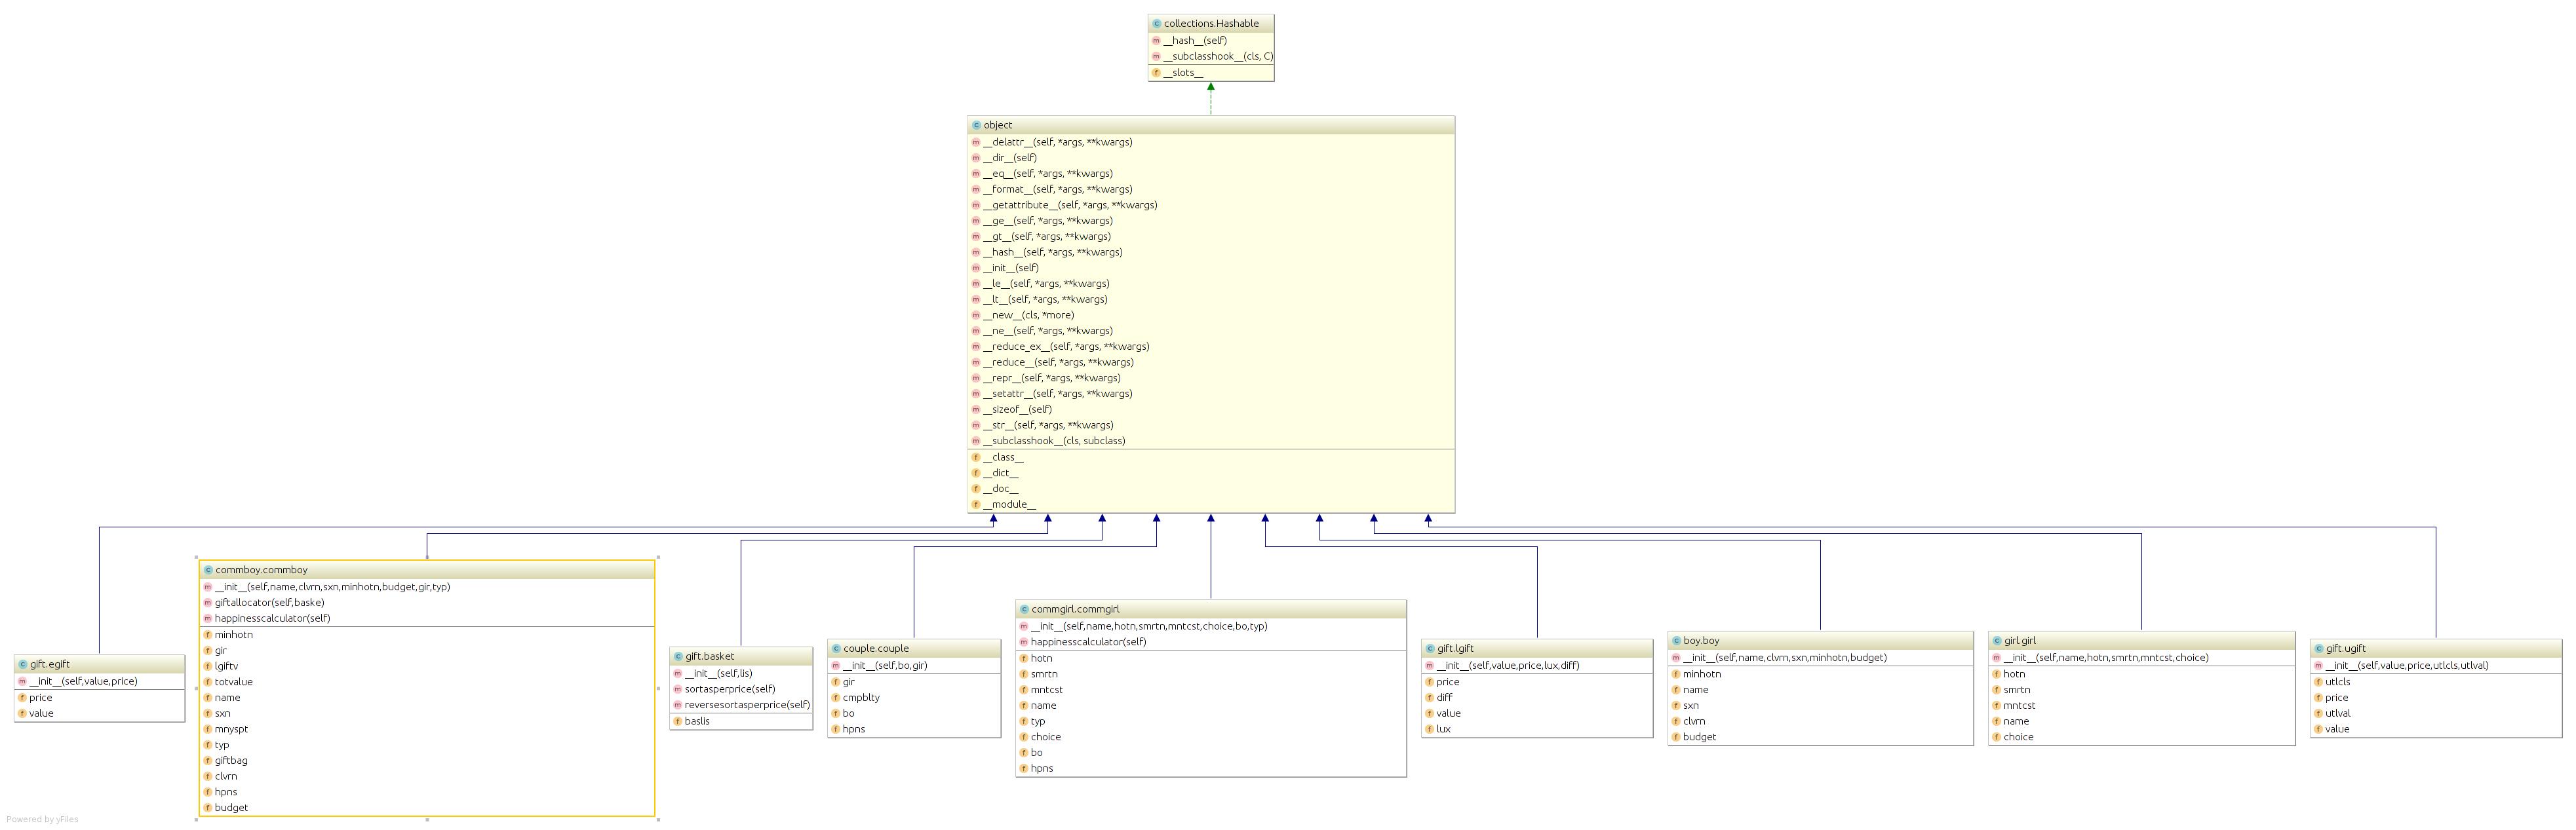 collections.Hashable
__hash__(self)
__subclasshook__(cls, C)
__slots__
object
__delattr__(self, *args, **kwargs)
__dir__(self)
__eq__(self, *args, **kwargs)
__format__(self, *args, **kwargs)
__getattribute__(self, *args, **kwargs)
__ge__(self, *args, **kwargs)
__gt__(self, *args, **kwargs)
__hash__(self, *args, **kwargs)
__init__(self)
__le__(self, *args, **kwargs)
__lt__(self, *args, **kwargs)
__new__(cls, *more)
__ne__(self, *args, **kwargs)
__reduce_ex__(self, *args, **kwargs)
__reduce__(self, *args, **kwargs)
__repr__(self, *args, **kwargs)
__setattr__(self, *args, **kwargs)
__sizeof__(self)
__str__(self, *args, **kwargs)
__subclasshook__(cls, subclass)
__class__
__dict__
__doc__
__module__
gift.egift
__init__(self,value,price)
price
value
commboy.commboy
__init__(self,name,clvrn,sxn,minhotn,budget,gir,typ)
giftallocator(self,baske)
happinesscalculator(self)
minhotn
gir
lgiftv
totvalue
name
sxn
mnyspt
typ
giftbag
clvrn
hpns
budget
gift.basket
__init__(self,lis)
sortasperprice(self)
reversesortasperprice(self)
baslis
couple.couple
__init__(self,bo,gir)
gir
cmpblty
bo
hpns
commgirl.commgirl
__init__(self,name,hotn,smrtn,mntcst,choice,bo,typ)
happinesscalculator(self)
hotn
smrtn
mntcst
name
typ
choice
bo
hpns
gift.lgift
__init__(self,value,price,lux,diff)
price
diff
value
lux
boy.boy
__init__(self,name,clvrn,sxn,minhotn,budget)
minhotn
name
sxn
clvrn
budget
girl.girl
__init__(self,name,hotn,smrtn,mntcst,choice)
hotn
smrtn
mntcst
name
choice
gift.ugift
__init__(self,value,price,utlcls,utlval)
utlcls
price
utlval
value
Powered by yFiles